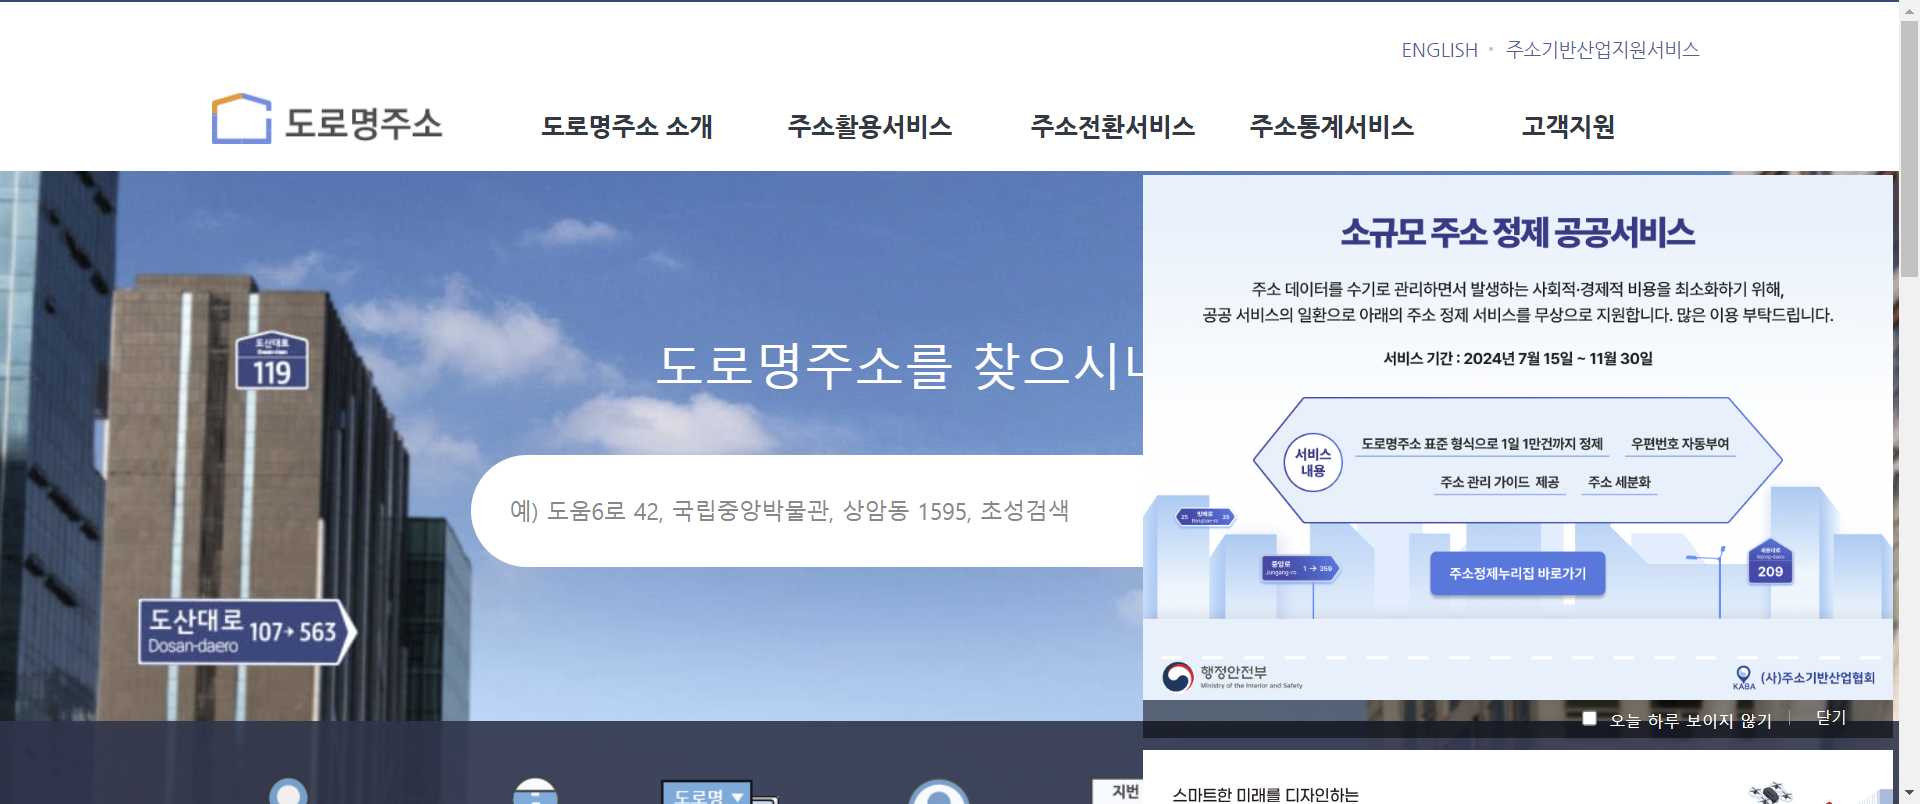 ENGLISH • 주소기반산업지원서비스
도로명주소
도로명주소 소개 주소활용서비스 주소전환서비스 주소통계서비스 고객지원
소규모 주소 정제 공공서비스
주소 데이터를 수기로 관리하면서 발생하는 사회적·경제적 비용을 최소화하기 위해,
공공 서비스의 일환으로 아래의 주소 정제 서비스를 무상으로 지원합니다. 많은 이용 부탁드립니다.
서비스 기간 : 2024년 7월 15일 ~ 11월 30일
도산대로
119
도로명주소를 찾으시
서비스
내용
도로명주소 표준 형식으로 1일 1만건까지 정제 우편번호 자동부여
주소 관리 가이드 제공 주소 세분화
예) 도움6로 42, 국립중앙박물관, 상암동 1595, 초성검색
25 25
중앙로
Jungang-ro
1 → 359
주소정제누리집 바로가기
209
도산대로
Dosan-daero
107→563
행정안전부
Ministry of the Interior and Safety
KABA
(사)주소기반산업협회
오늘 하루 보이지 않기 | 닫기
도로명 ▼
지번
스마트한 미래를 디자인하는